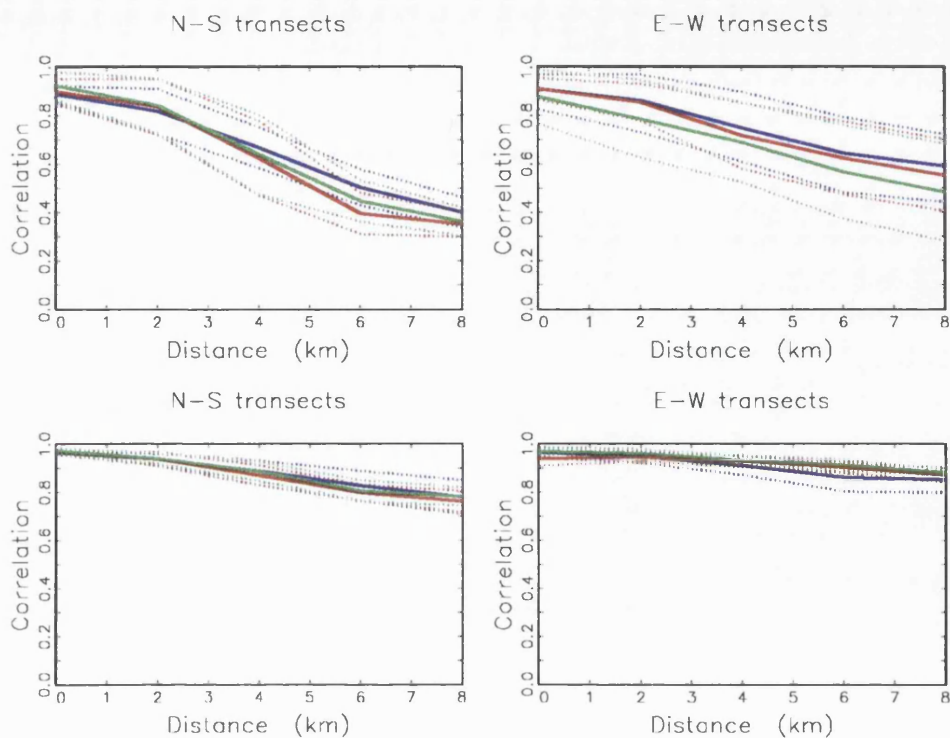 N-S transects
E-W transects
Correlation
0.0 0.2 0.4 0.6 0.8 1.0
0 1 2 3 4 5 6 7 8
Distance (km)
Correlation
0.0 0.2 0.4 0.6 0.8 1.0
0 1 2 3 4 5 6 7 8
Distance (km)
N-S transects
E-W transects
Correlation
0.0 0.2 0.4 0.6 0.8 1.0
0 1 2 3 4 5 6 7 8
Distance (km)
Correlation
0.0 0.2 0.4 0.6 0.8 1.0
0 1 2 3 4 5 6 7 8
Distance (km)